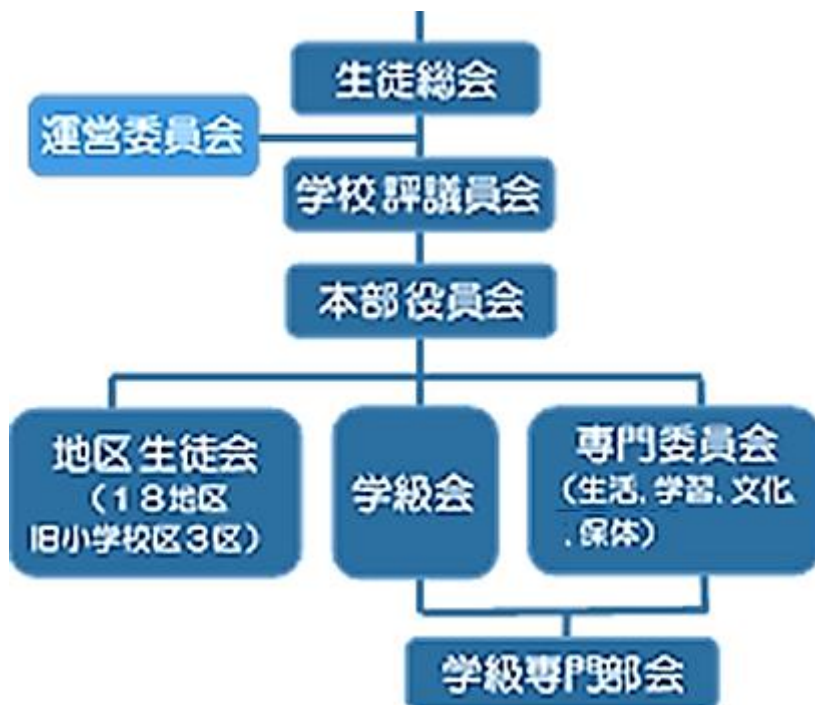 生徒総会
運営委員会
学校評議員会
本部役員会
地区生徒会
（１８地区
旧小学校区３区）
学級会
専門委員会
（生活，学習，文化
，保体）
学級専門部会